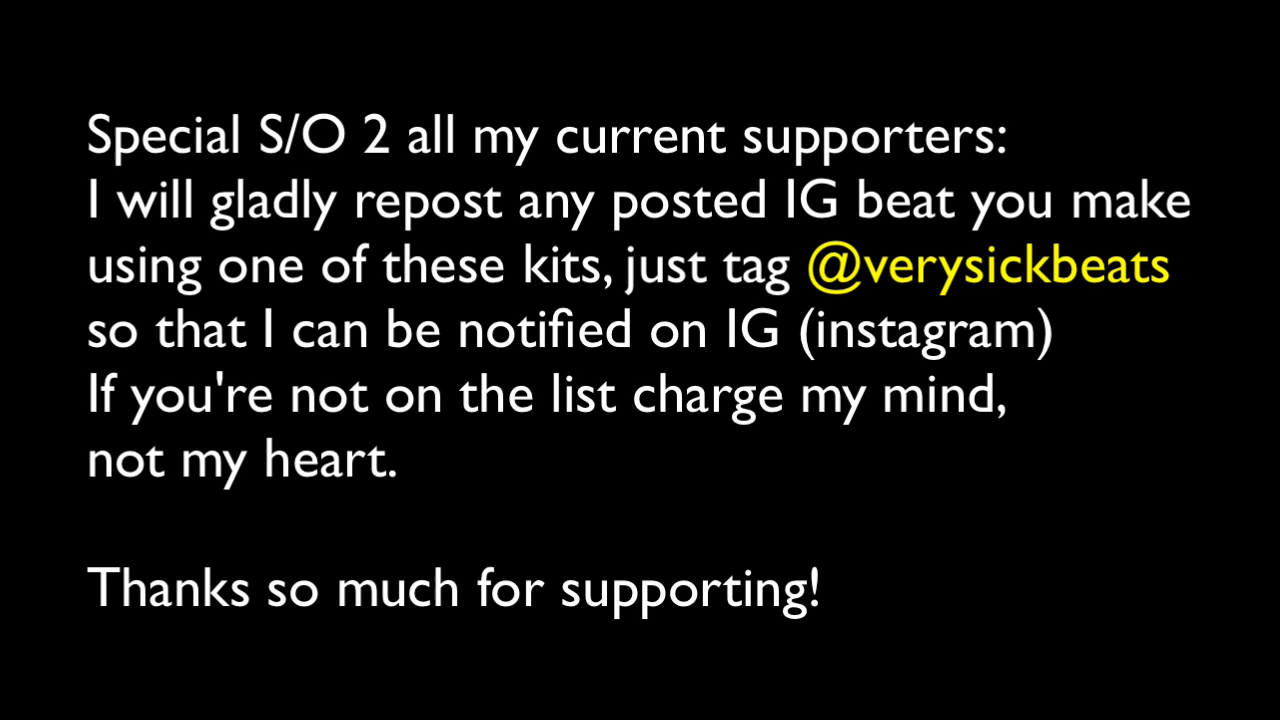 Special S/O 2 all my current supporters:
I will gladly repost any posted IG beat you make
using one of these kits, just tag @verysickbeats
so that I can be notified on IG (instagram)
If you're not on the list charge my mind,
not my heart.
Thanks so much for supporting!